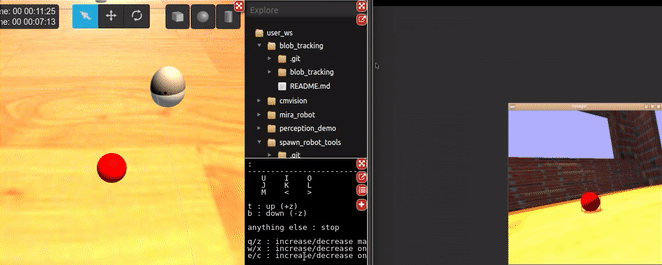 me: 00 00:11:25
me: 00 00:07:13
Explore
user_ws
blob_tracking
.git
blob_tracking
README.md
cmvision
mira_robot
perception_demo
spawn_robot_tools
.git
:
---------------------------
U I O
J K L
M < >
t : up (+z)
b : down (-z)
anything else : stop
q/z : increase/decrease ma
w/x : increase/decrease on
e/c : increase/decrease on